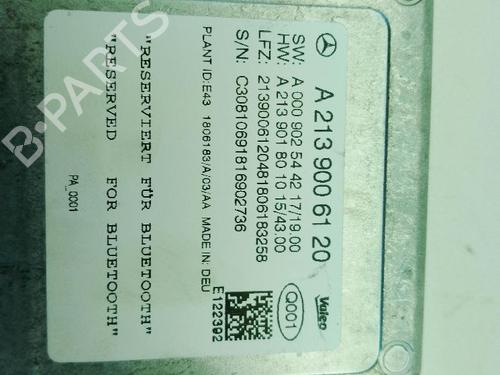 A 213 900 61 20
SW: A 000 902 54 42 17/19.00
HW: A 213 901 80 10 15/43.00
LFZ: 2139006120481806183258
S/N: C30810691816902736
PLANT ID:E43 1806183/A/03/AA MADE IN: DEU
E122392
Q001
Valeo
"RESERVIERT FÜR BLUETOOTH"
"RESERVED FOR BLUETOOTH"
PA_0001
B-PARTS